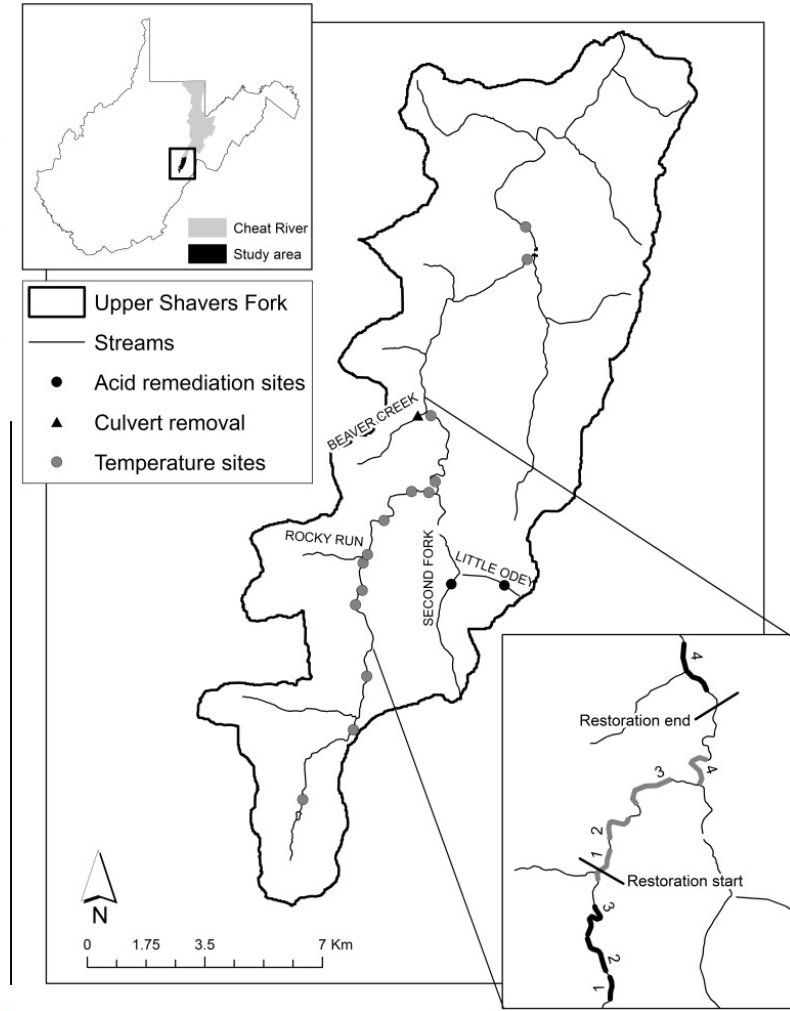 Cheat River
Study area
Upper Shavers Fork
Streams
Acid remediation sites
Culvert removal
Temperature sites
BEAVER CREEK
ROCKY RUN
SECOND FORK
LITTLE ODEY
N
0 1.75 3.5 7 Km
4
Restoration end
3
4
2
1
Restoration start
3
2
1